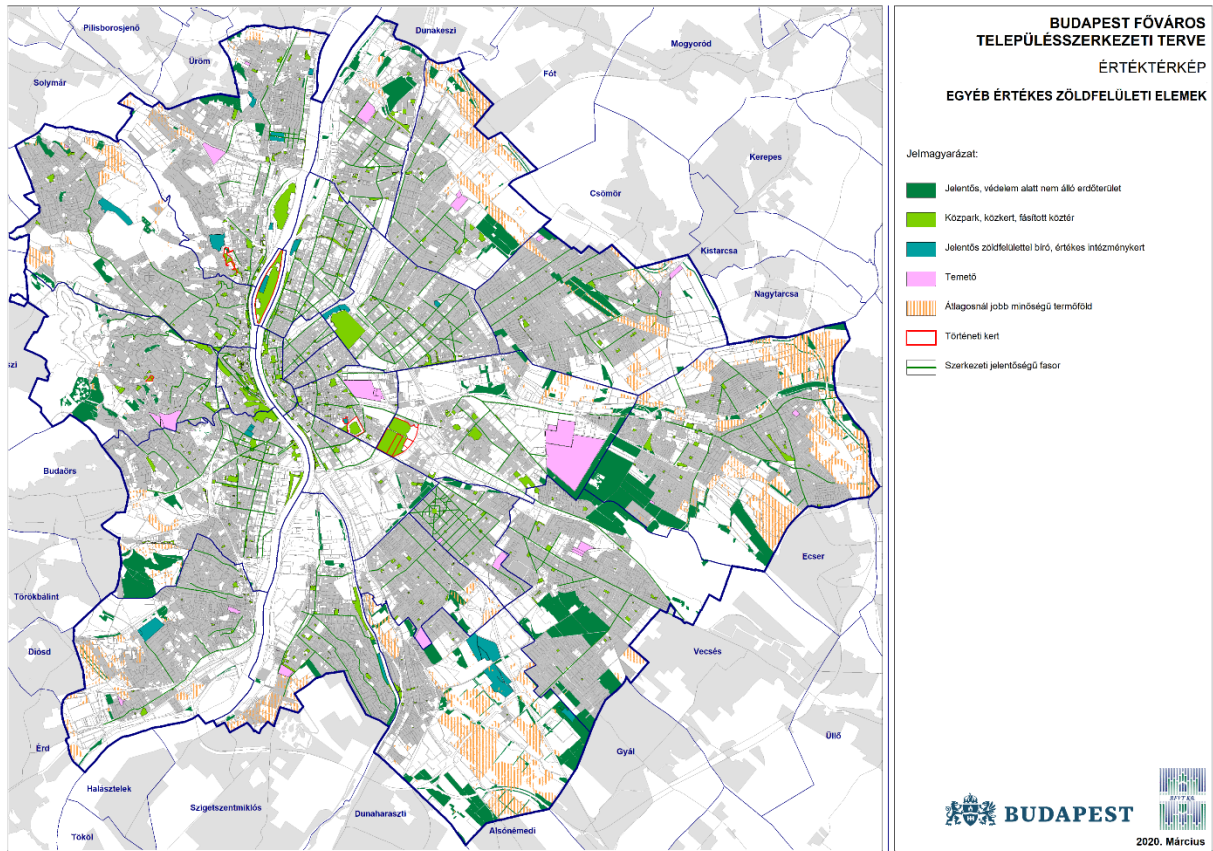 BUDAPEST FŐVÁROS
TELEPÜLÉSSZERKEZETI TERVE
ÉRTÉKTÉRKÉP
EGYÉB ÉRTÉKES ZÖLDFELÜLETI ELEMEK
Jelmagyarázat:
Jelentős, védelem alatt nem álló erdőterület
Közpark, közkert, fásított köztér
Jelentős zöldfelülettel bíró, értékes intézménykert
Temető
Átlagosnál jobb minőségű termőföld
Történeti kert
Szerkezeti jelentőségű fasor
Pilisborosjenő
Üröm
Solymár
Dunakeszi
Mogyoród
Fót
Kerepes
Csömör
Kistarcsa
Nagytarcsa
szi
Budaörs
Törökbálint
Diósd
Érd
Halásztelek
Tököl
Szigetszentmiklós
Dunaharaszti
Alsónémedi
Gyál
Üllő
Vecsés
Ecser
BUDAPEST
BFVT Kft.
2020. Március